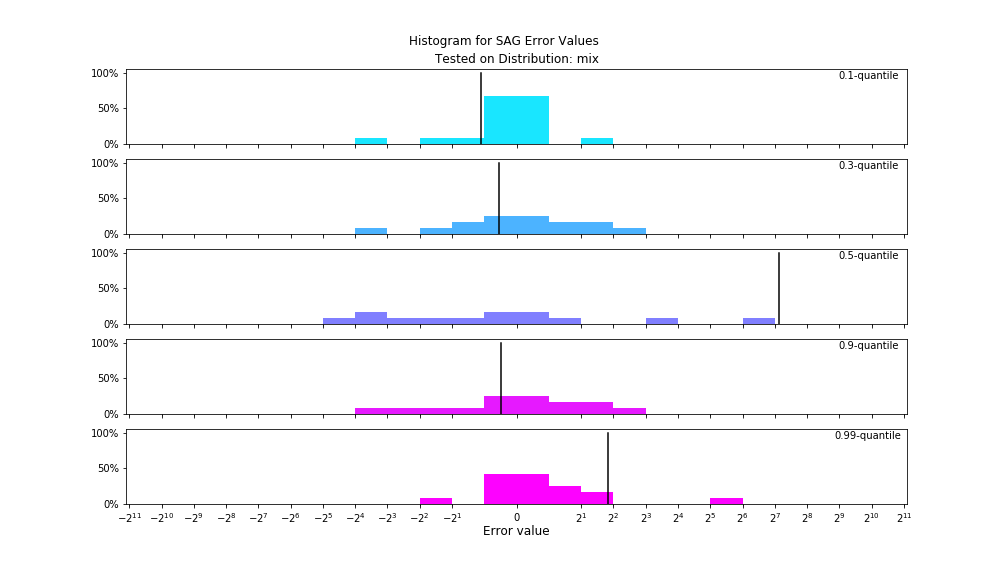 Histogram for SAG Error Values
Tested on Distribution: mix
100%
50%
0%
0.1-quantile
100%
50%
0%
0.3-quantile
100%
50%
0%
0.5-quantile
100%
50%
0%
0.9-quantile
100%
50%
0%
0.99-quantile
−2¹¹ −2¹⁰ −2⁹ −2⁸ −2⁷ −2⁶ −2⁵ −2⁴ −2³ −2² −2¹ 0 2¹ 2² 2³ 2⁴ 2⁵ 2⁶ 2⁷ 2⁸ 2⁹ 2¹⁰ 2¹¹
Error value